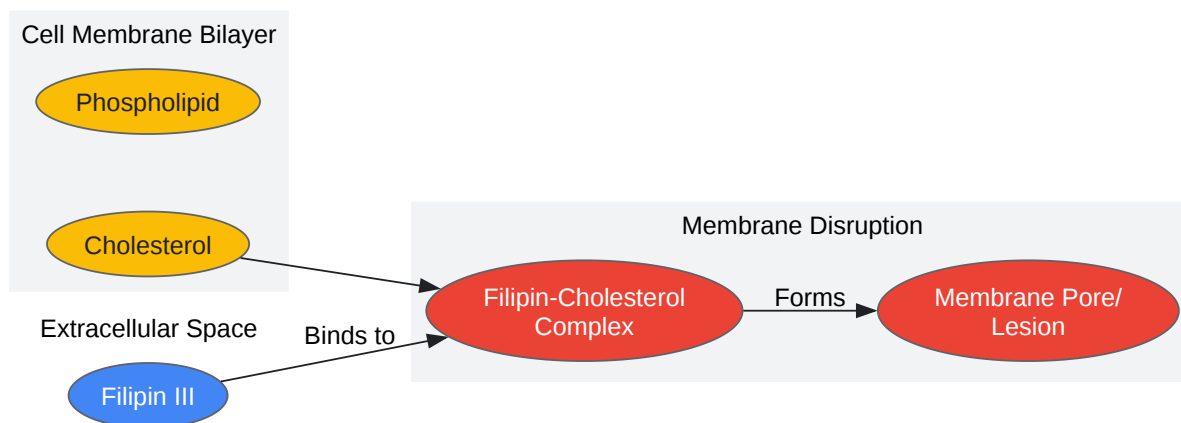 Cell Membrane Bilayer
Phospholipid
Cholesterol
Extracellular Space
Filipin III
Binds to
Membrane Disruption
Filipin-Cholesterol
Complex
Forms
Membrane Pore/
Lesion